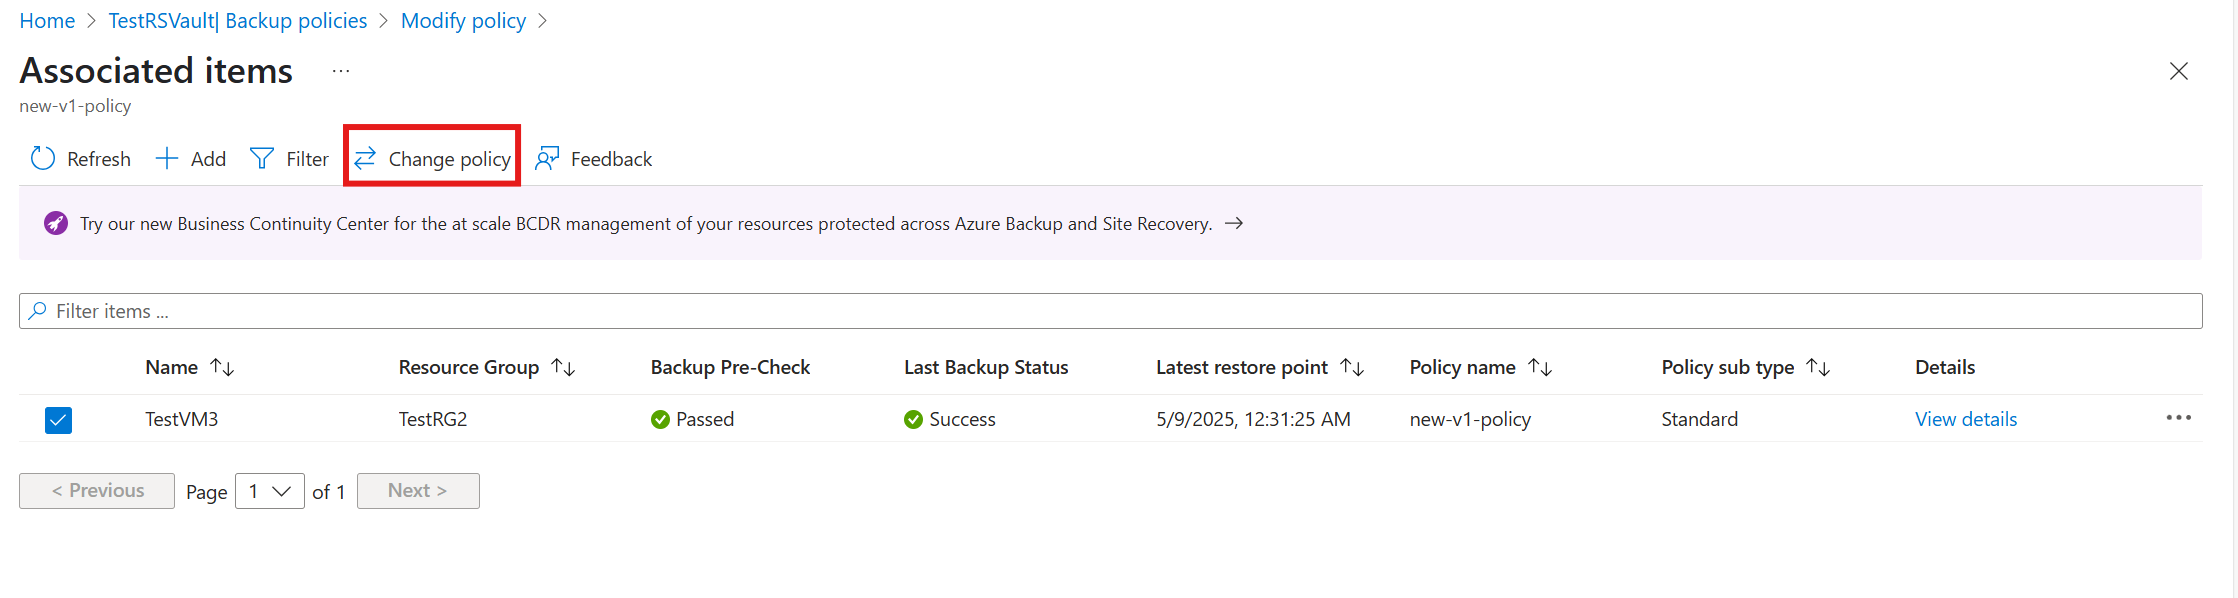 Home > TestRSVault| Backup policies > Modify policy >
Associated items ...
new-v1-policy
Refresh Add Filter Change policy Feedback
Try our new Business Continuity Center for the at scale BCDR management of your resources protected across Azure Backup and Site Recovery. →
Filter items ...
Name ↑↓ Resource Group ↑↓ Backup Pre-Check Last Backup Status Latest restore point ↑↓ Policy name ↑↓ Policy sub type ↑↓ Details
TestVM3 TestRG2 Passed Success 5/9/2025, 12:31:25 AM new-v1-policy Standard View details ...
< Previous Page 1 of 1 Next >